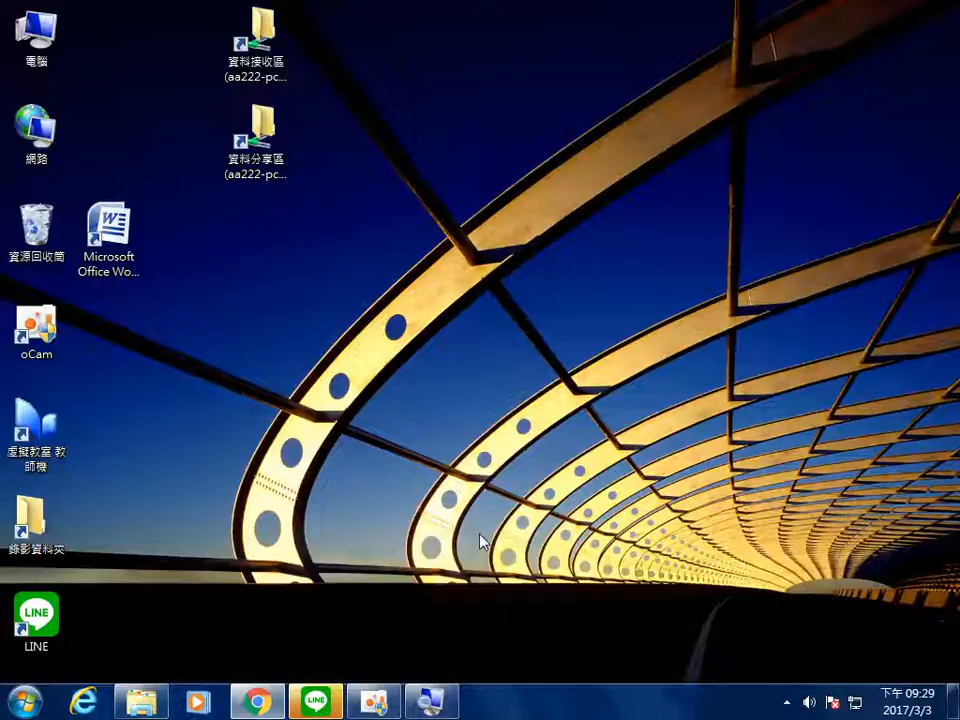 電腦
資料接收區
(aa222-pc...
網路
資料分享區
(aa222-pc...
資源回收筒
Microsoft
Office Wo...
oCam
虛擬教室 教
師機
錄影資料夾
LINE
LINE
LINE
下午 09:29
2017/3/3